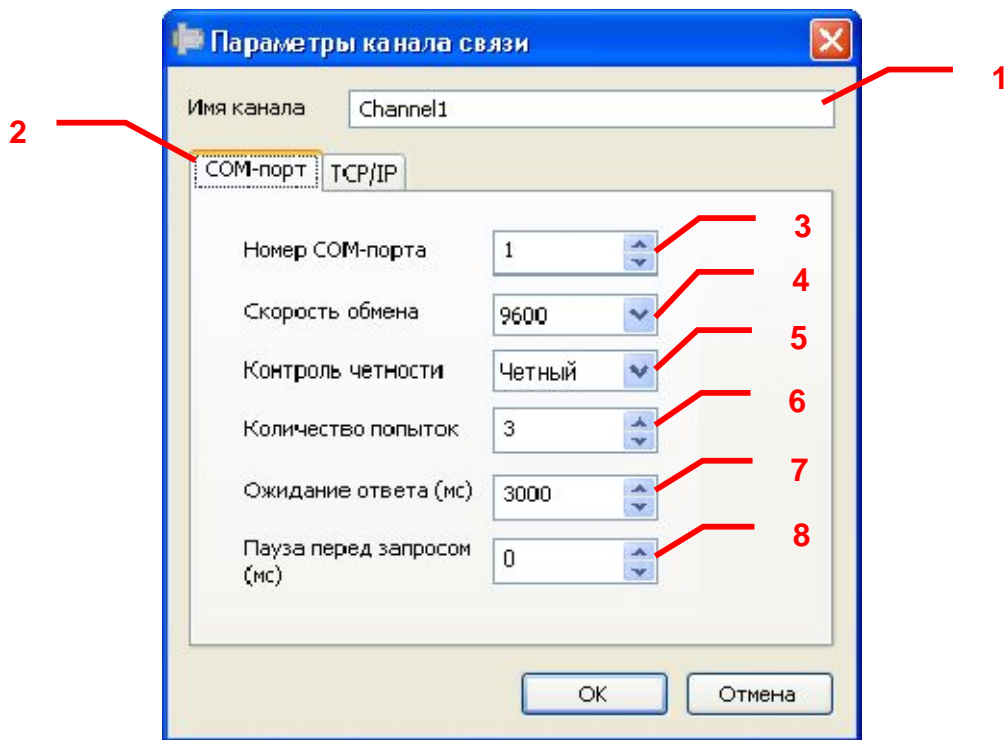 Параметры канала связи
1
Имя канала Channel1
2
COM-порт TCP/IP
3
Номер COM-порта 1
4
Скорость обмена 9600
5
Контроль четности Четный
6
Количество попыток 3
7
Ожидание ответа (мс) 3000
8
Пауза перед запросом
(мс) 0
OK Отмена